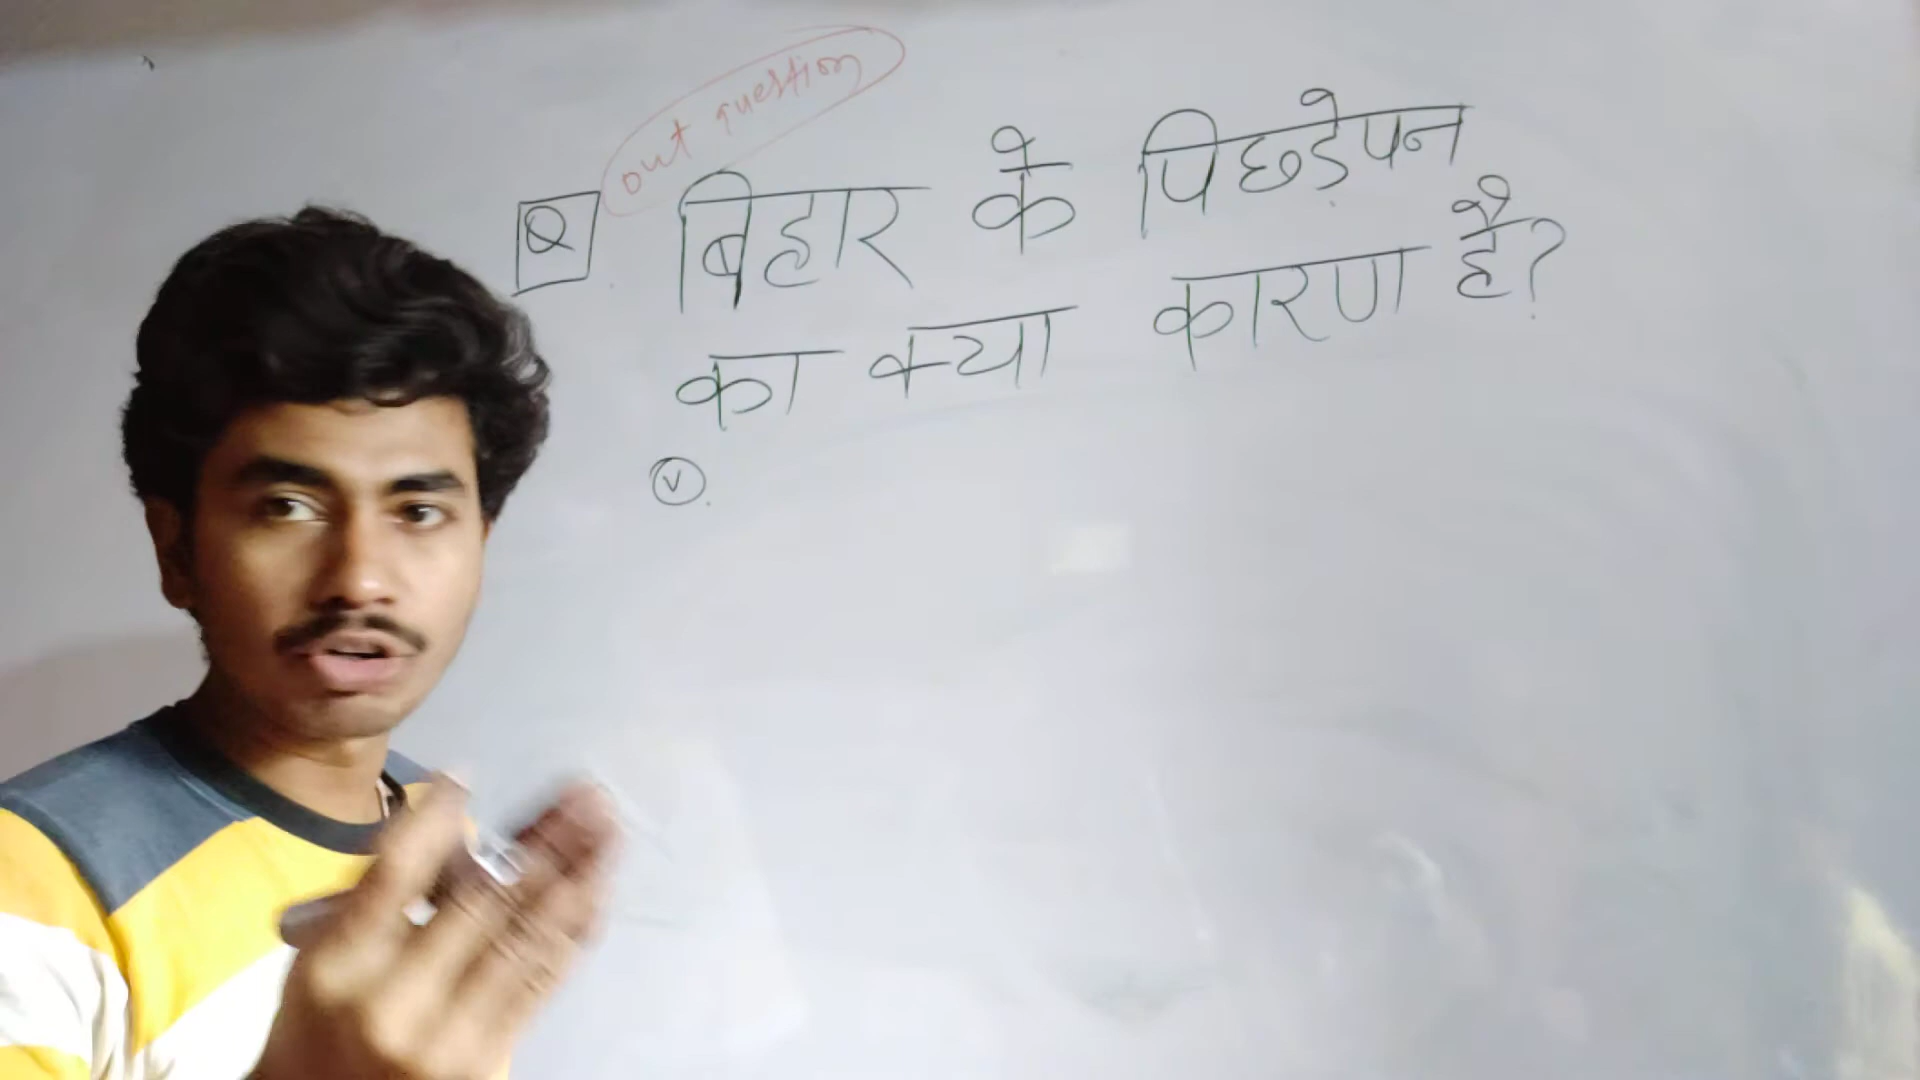 out question
Q. बिहार के पिछड़ेपन
का क्या कारण है?